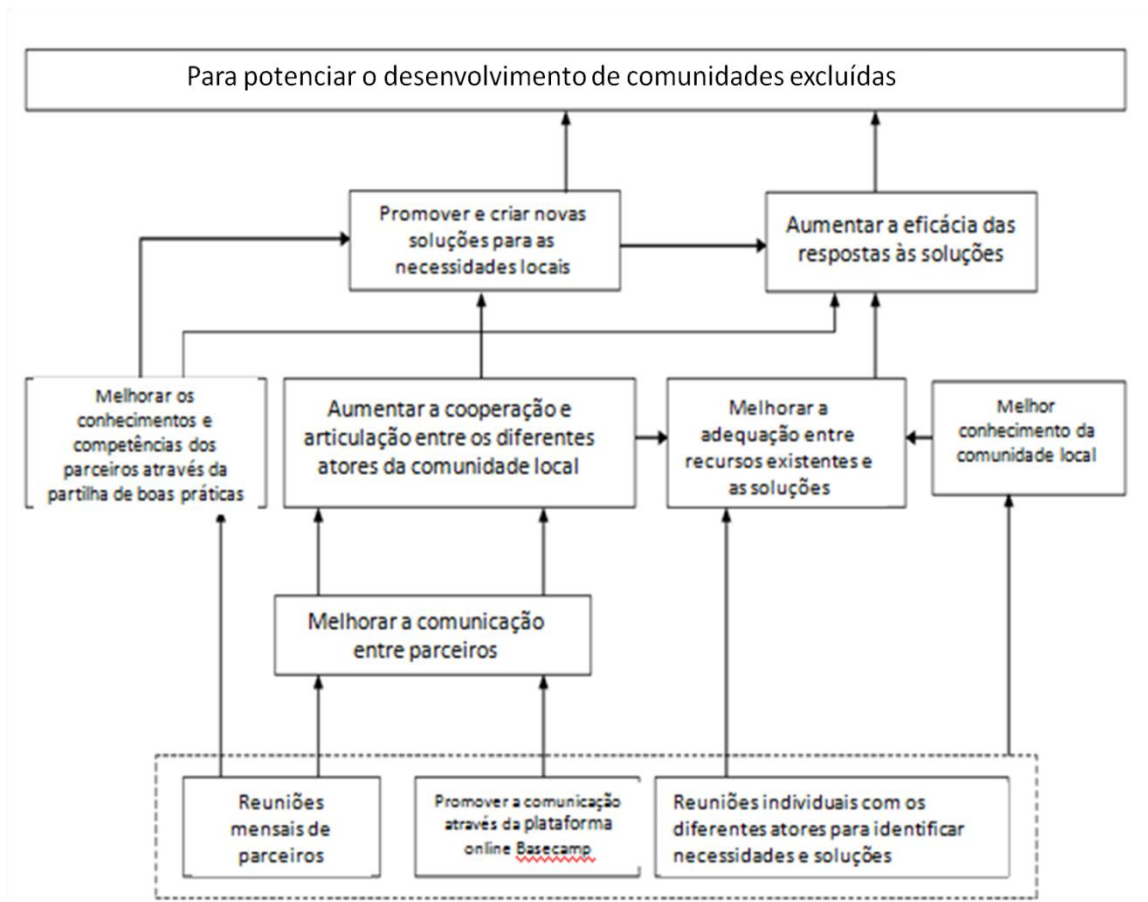 Para potenciar o desenvolvimento de comunidades excluídas
Promover e criar novas
soluções para as
necessidades locais
Aumentar a eficácia das
respostas às soluções
Melhorar os
conhecimentos e
competências dos
parceiros através da
partilha de boas práticas
Aumentar a cooperação e
articulação entre os diferentes
atores da comunidade local
Melhorar a
adequação entre
recursos existentes e
as soluções
Melhor
conhecimento da
comunidade local
Melhorar a comunicação
entre parceiros
Reuniões
mensais de
parceiros
Promover a comunicação
através da plataforma
online Basecamp
Reuniões individuais com os
diferentes atores para identificar
necessidades e soluções